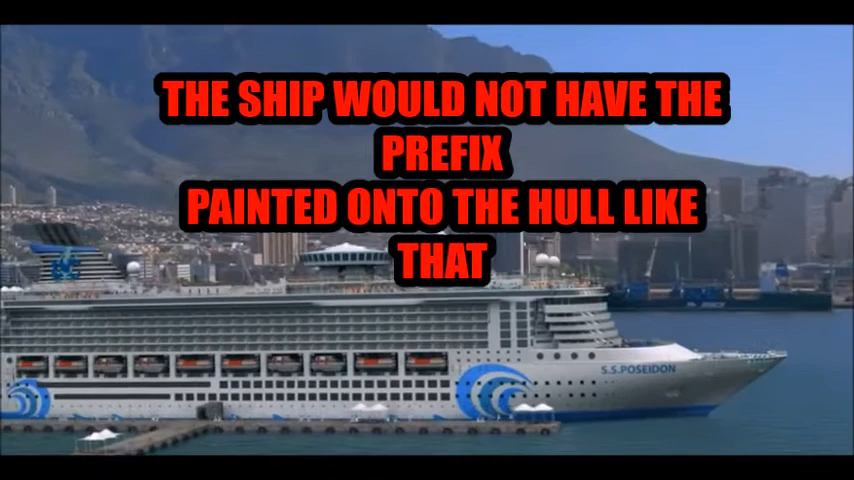 THE SHIP WOULD NOT HAVE THE
PREFIX
PAINTED ONTO THE HULL LIKE
THAT
S.S.POSEIDON